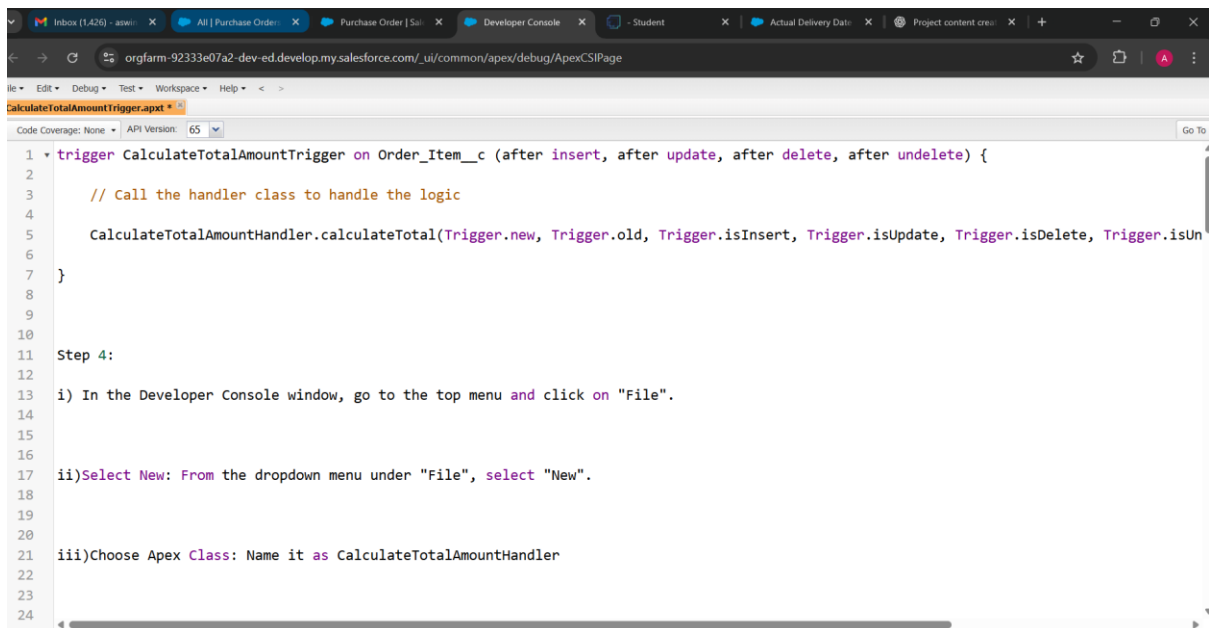 Inbox (1,426) - aswin
All | Purchase Orders
Purchase Order | Sale
Developer Console
- Student
Actual Delivery Date
Project content creat
orgfarm-92333e07a2-dev-ed.develop.my.salesforce.com/_ui/common/apex/debug/ApexCSIPage
A
ile Edit Debug Test Workspace Help < >
CalculateTotalAmountTrigger.apxt *
Code Coverage: None API Version: 65 Go To
1 trigger CalculateTotalAmountTrigger on Order_Item__c (after insert, after update, after delete, after undelete) {
2
3 // Call the handler class to handle the logic
4
5 CalculateTotalAmountHandler.calculateTotal(Trigger.new, Trigger.old, Trigger.isInsert, Trigger.isUpdate, Trigger.isDelete, Trigger.isUn
6
7 }
8
9
10
11 Step 4:
12
13 i) In the Developer Console window, go to the top menu and click on "File".
14
15
16
17 ii)Select New: From the dropdown menu under "File", select "New".
18
19
20
21 iii)Choose Apex Class: Name it as CalculateTotalAmountHandler
22
23
24